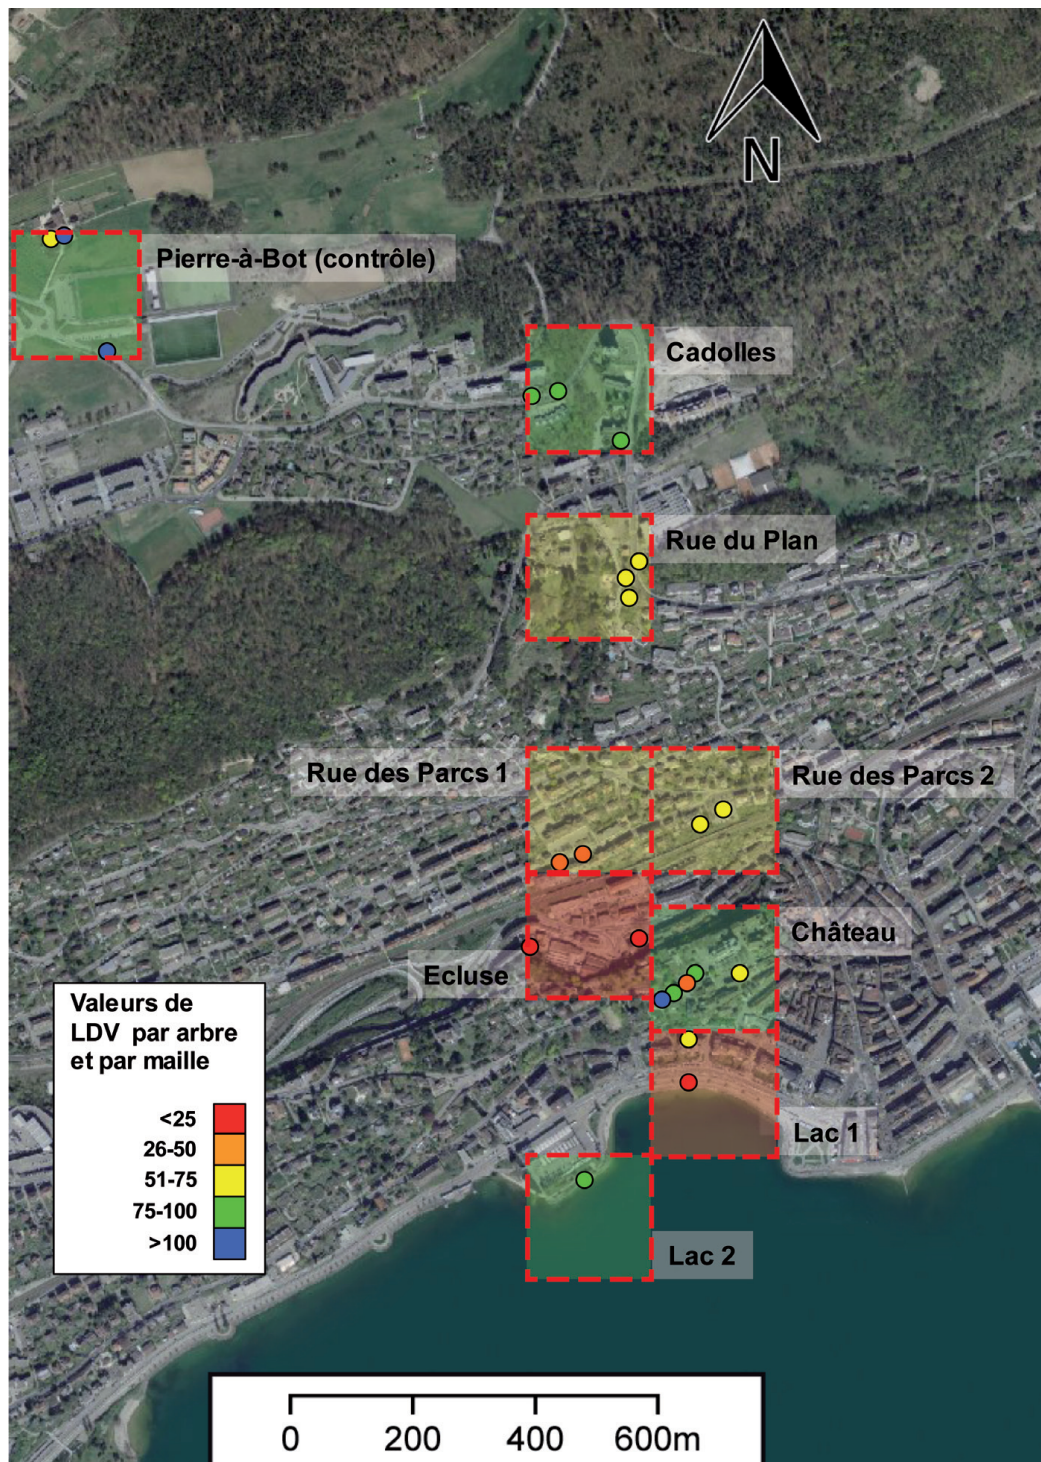 N
Pierre-à-Bot (contrôle)
Cadolles
Rue du Plan
Rue des Parcs 1
Rue des Parcs 2
Château
Ecluse
Valeurs de
LDV par arbre
et par maille
<25
26-50
51-75
75-100
>100
Lac 1
Lac 2
0 200 400 600m